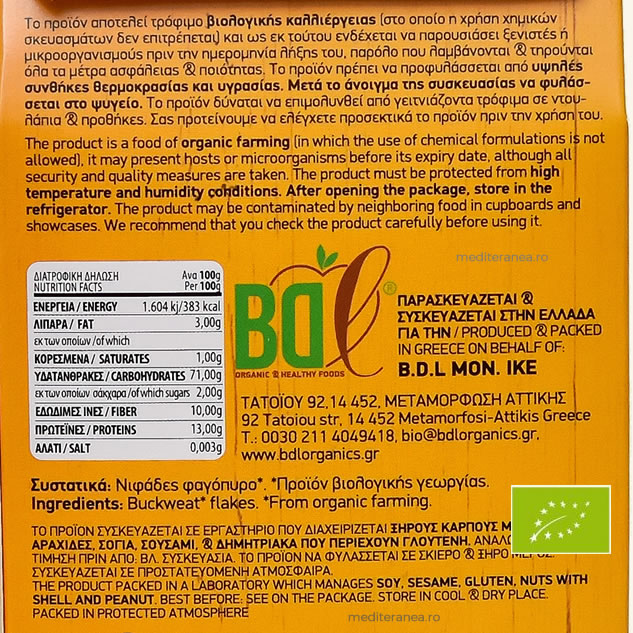 Το προϊόν αποτελεί τρόφιμο βιολογικής καλλιέργειας (στο οποίο η χρήση χημικών
σκευασμάτων δεν επιτρέπεται) και ως εκ τούτου ενδέχεται να παρουσιάσει ξενιστές ή
μικροοργανισμούς πριν την ημερομηνία λήξης του, παρόλο που λαμβάνονται & τηρούνται
όλα τα μέτρα ασφάλειας & ποιότητας. Το προϊόν πρέπει να προφυλάσσεται από υψηλές
συνθήκες θερμοκρασίας και υγρασίας. Μετά το άνοιγμα της συσκευασίας να φυλάσ-
σεται στο ψυγείο. Το προϊόν δύναται να επιμολυνθεί από γειτνιάζοντα τρόφιμα σε ντου-
λάπια & προθήκες. Σας προτείνουμε να ελέγχετε προσεκτικά το προϊόν πριν την χρήση του.
The product is a food of organic farming (in which the use of chemical formulations is not
allowed), it may present hosts or microorganisms before its expiry date, although all
security and quality measures are taken. The product must be protected from high
temperature and humidity conditions. After opening the package, store in the
refrigerator. The product may be contaminated by neighboring food in cupboards and
showcases. We recommend that you check the product carefully before using it.
mediteranea.ro
ΔΙΑΤΡΟΦΙΚΗ ΔΗΛΩΣΗ Ανα 100g
NUTRITION FACTS Per 100g
ΕΝΕΡΓΕΙΑ / ENERGY 1.604 kj/383 kcal
ΛΙΠΑΡΑ / FAT 3,00g
εκ των οποίων /of which
ΚΟΡΕΣΜΕΝΑ / SATURATES 1,00g
ΥΔΑΤΑΝΘΡΑΚΕΣ / CARBOHYDRATES 71,00g
εκ των οποίων σάκχαρα /of which sugars 2,00g
ΕΔΩΔΙΜΕΣ ΙΝΕΣ / FIBER 10,00g
ΠΡΩΤΕΪΝΕΣ / PROTEINS 13,00g
ΑΛΑΤΙ / SALT 0,003g
BDL ®
ORGANIC & HEALTHY FOODS
ΠΑΡΑΣΚΕΥΑΖΕΤΑΙ &
ΣΥΣΚΕΥΑΖΕΤΑΙ ΣΤΗΝ ΕΛΛΑΔΑ
ΓΙΑ ΤΗΝ / PRODUCED & PACKED
IN GREECE ON BEHALF OF:
B.D.L MON. IKE
ΤΑΤΟΪΟΥ 92,14 452, ΜΕΤΑΜΟΡΦΩΣΗ ΑΤΤΙΚΗΣ
92 Tatoiou str, 14 452 Metamorfosi-Attikis Greece
T.: 0030 211 4049418, bio@bdlorganics.gr,
www.bdlorganics.gr
Συστατικά: Νιφάδες φαγόπυρο*. *Προϊόν βιολογικής γεωργίας.
Ingredients: Buckweat* flakes. *From organic farming.
ΤΟ ΠΡΟΪΟΝ ΣΥΣΚΕΥΑΖΕΤΑΙ ΣΕ ΕΡΓΑΣΤΗΡΙΟ ΠΟΥ ΔΙΑΧΕΙΡΙΖΕΤΑΙ ΞΗΡΟΥΣ ΚΑΡΠΟΥΣ
ΑΡΑΧΙΔΕΣ, ΣΟΓΙΑ, ΣΟΥΣΑΜΙ, & ΔΗΜΗΤΡΙΑΚΑ ΠΟΥ ΠΕΡΙΕΧΟΥΝ ΓΛΟΥΤΕΝΗ.
ΤΙΜΗΣΗ ΠΡΙΝ ΑΠΟ: ΒΛ. ΣΥΣΚΕΥΑΣΙΑ. ΤΟ ΠΡΟΪΟΝ ΝΑ ΦΥΛΑΣΣΕΤΑΙ ΣΕ ΣΚΙΕΡΟ & ΞΗΡΟ ΜΕΡΟΣ.
ΣΥΣΚΕΥΑΖΕΤΑΙ ΣΕ ΠΡΟΣΤΑΤΕΥΟΜΕΝΗ ΑΤΜΟΣΦΑΙΡΑ.
THE PRODUCT PACKED IN A LABORATORY WHICH MANAGES SOY, SESAME, GLUTEN, NUTS WITH
SHELL AND PEANUT. BEST BEFORE: SEE ON THE PACKAGE. STORE IN COOL & DRY PLACE.
PACKED IN PROTECTED ATMOSPHERE
mediteranea.ro